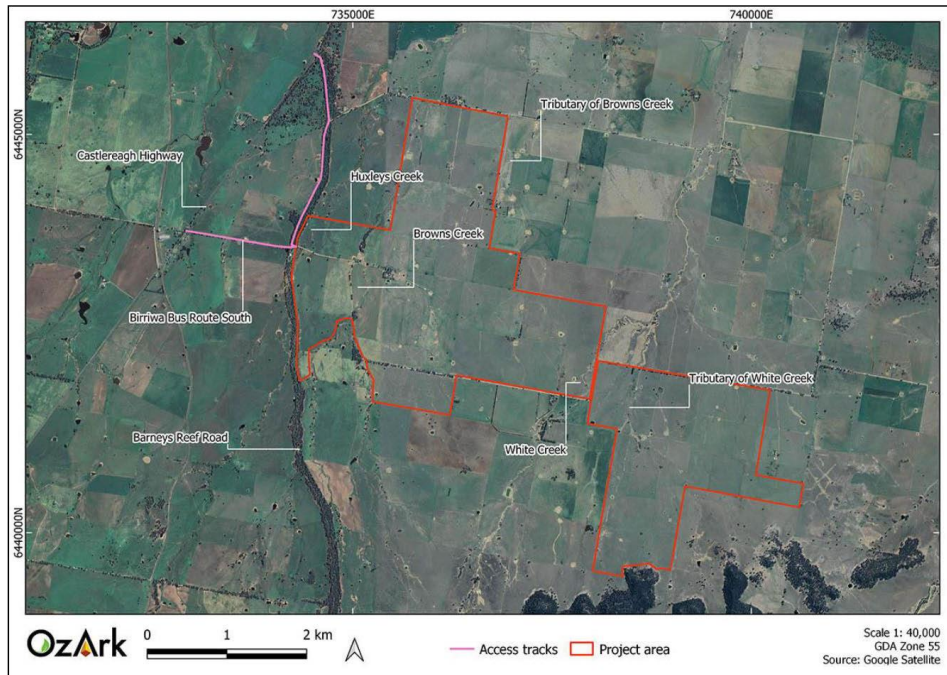 735000E
740000E
6445000N
6440000N
Tributary of Browns Creek
Castlereagh Highway
Huxleys Creek
Browns Creek
Birriwa Bus Route South
Tributary of White Creek
Barneys Reef Road
White Creek
OzArk
0 1 2 km
Access tracks
Project area
Scale 1: 40,000
GDA Zone 55
Source: Google Satellite